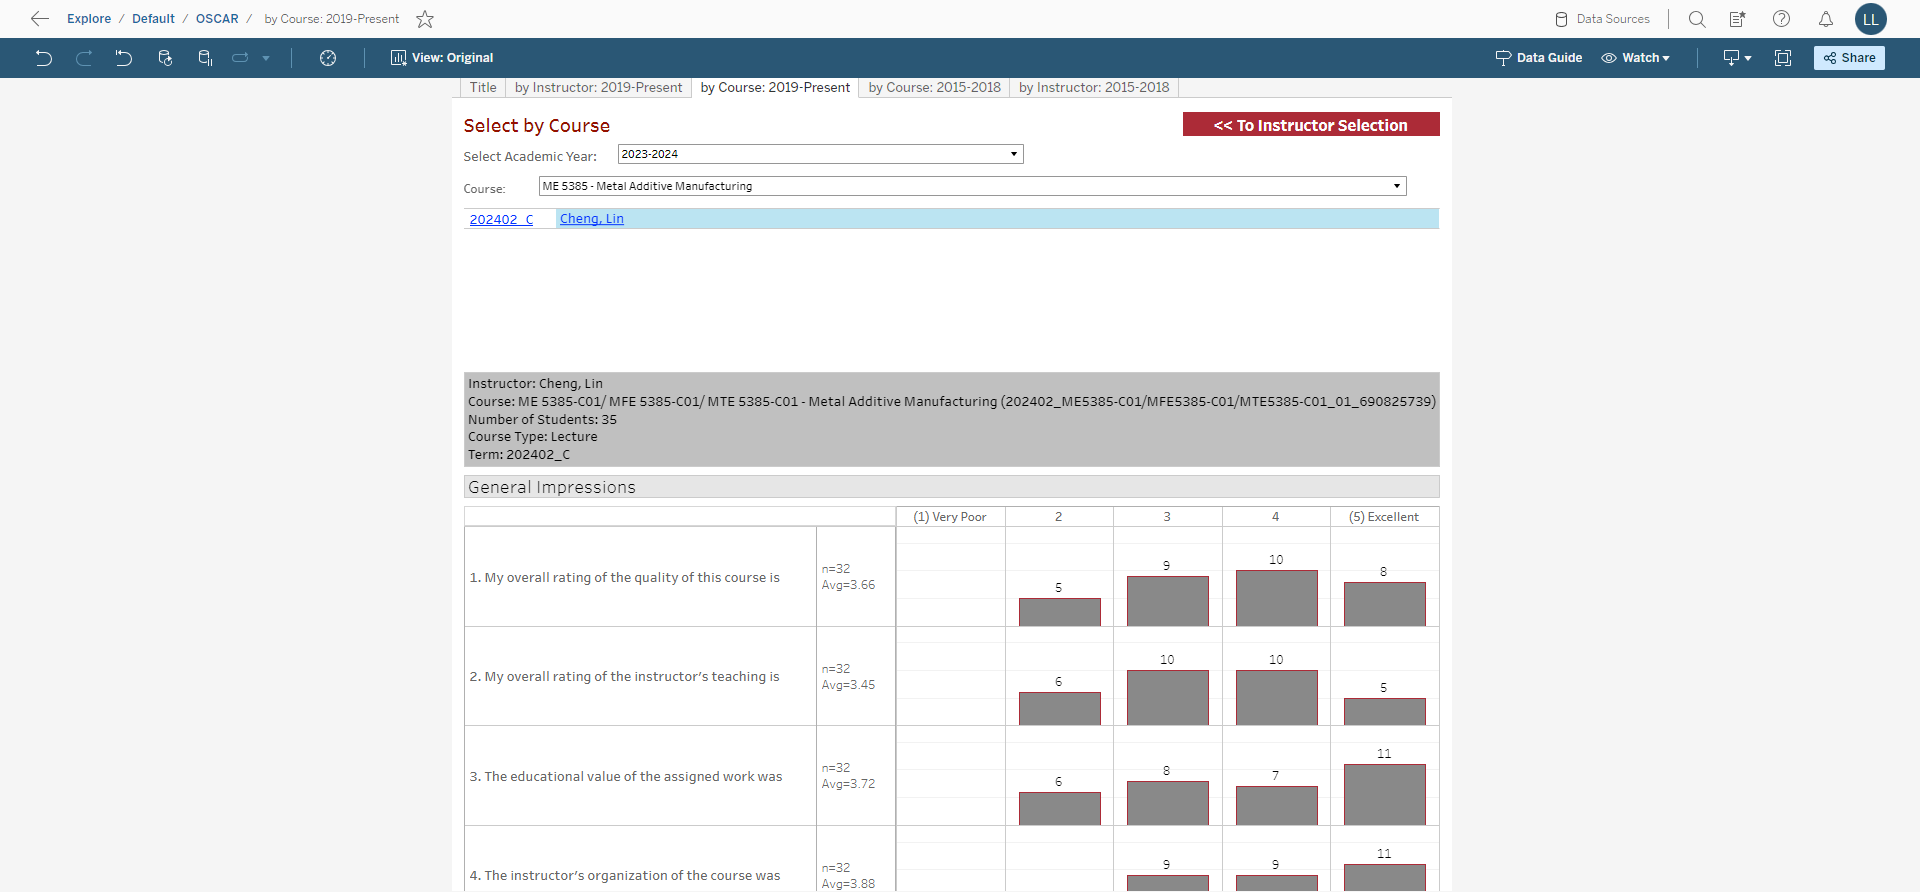 Explore / Default / OSCAR / by Course: 2019-Present
Data Sources
LL
View: Original
Data Guide
Watch
Share
Title
by Instructor: 2019-Present
by Course: 2019-Present
by Course: 2015-2018
by Instructor: 2015-2018
Select by Course
<< To Instructor Selection
Select Academic Year: 2023-2024
Course: ME 5385 - Metal Additive Manufacturing
202402_C Cheng, Lin
Instructor: Cheng, Lin
Course: ME 5385-C01/ MFE 5385-C01/ MTE 5385-C01 - Metal Additive Manufacturing (202402_ME5385-C01/MFE5385-C01/MTE5385-C01_01_690825739)
Number of Students: 35
Course Type: Lecture
Term: 202402_C
General Impressions
(1) Very Poor 2 3 4 (5) Excellent
1. My overall rating of the quality of this course is
n=32
Avg=3.66
5 9 10 8
2. My overall rating of the instructor's teaching is
n=32
Avg=3.45
6 10 10 5
3. The educational value of the assigned work was
n=32
Avg=3.72
6 8 7 11
4. The instructor's organization of the course was
n=32
Avg=3.88
9 9 11